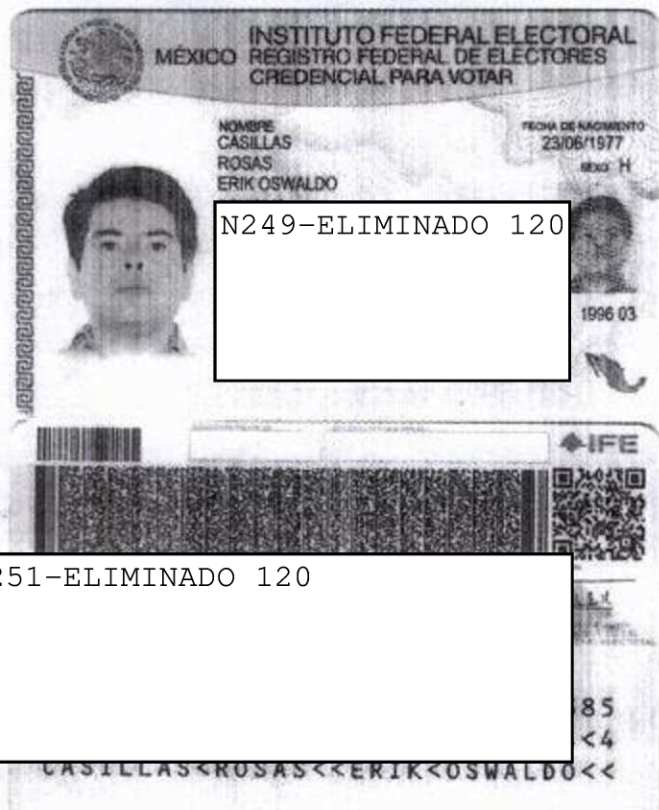 INSTITUTO FEDERAL ELECTORAL
MÉXICO REGISTRO FEDERAL DE ELECTORES
CREDENCIAL PARA VOTAR
NOMBRE
CASILLAS
ROSAS
ERIK OSWALDO
FECHA DE NACIMIENTO
23/06/1977
SEXO H
N249-ELIMINADO 120
1996 03
IFE
251-ELIMINADO 120
85
<4
CASILLAS<ROSAS<<ERIK<OSWALDO<<